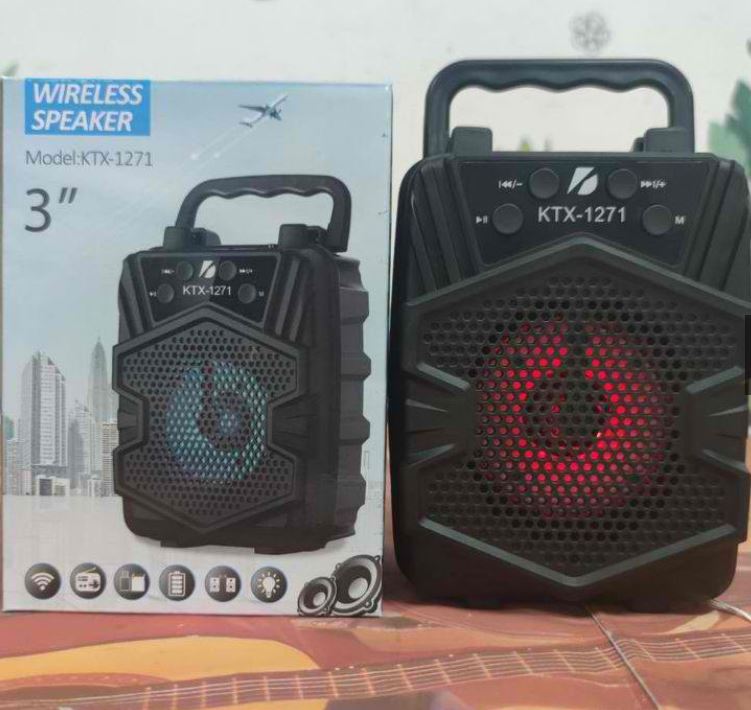 WIRELESS
SPEAKER
Model:KTX-1271
3"
KTX-1271
M
KTX-1271
M